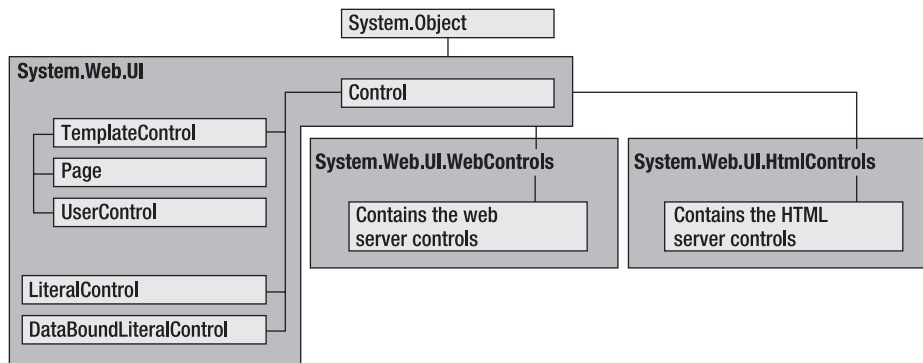 System.Object
System.Web.UI
Control
TemplateControl
Page
UserControl
LiteralControl
DataBoundLiteralControl
System.Web.UI.WebControls
Contains the web
server controls
System.Web.UI.HtmlControls
Contains the HTML
server controls